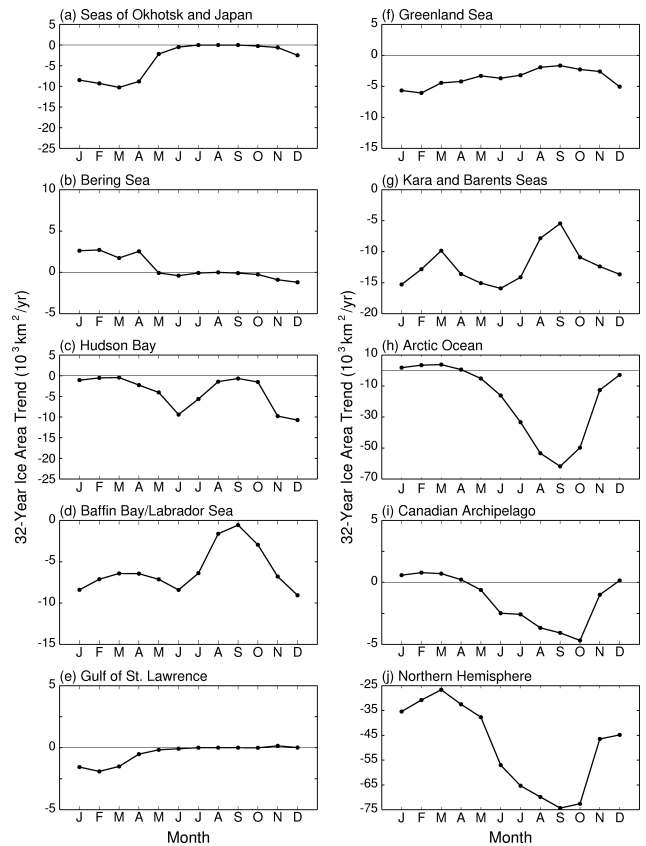 (a) Seas of Okhotsk and Japan
5
0
-5
-10
-15
-20
-25
J F M A M J J A S O N D
(b) Bering Sea
10
5
0
-5
J F M A M J J A S O N D
(c) Hudson Bay
5
0
-5
-10
-15
-20
-25
J F M A M J J A S O N D
(d) Baffin Bay/Labrador Sea
0
-5
-10
-15
J F M A M J J A S O N D
(e) Gulf of St. Lawrence
5
0
-5
J F M A M J J A S O N D
Month
32-Year Ice Area Trend (10³ km²/yr)
(f) Greenland Sea
5
0
-5
-10
-15
J F M A M J J A S O N D
(g) Kara and Barents Seas
0
-5
-10
-15
-20
J F M A M J J A S O N D
(h) Arctic Ocean
10
-10
-30
-50
-70
J F M A M J J A S O N D
(i) Canadian Archipelago
5
0
-5
J F M A M J J A S O N D
(j) Northern Hemisphere
-25
-35
-45
-55
-65
-75
J F M A M J J A S O N D
Month
32-Year Ice Area Trend (10³ km²/yr)